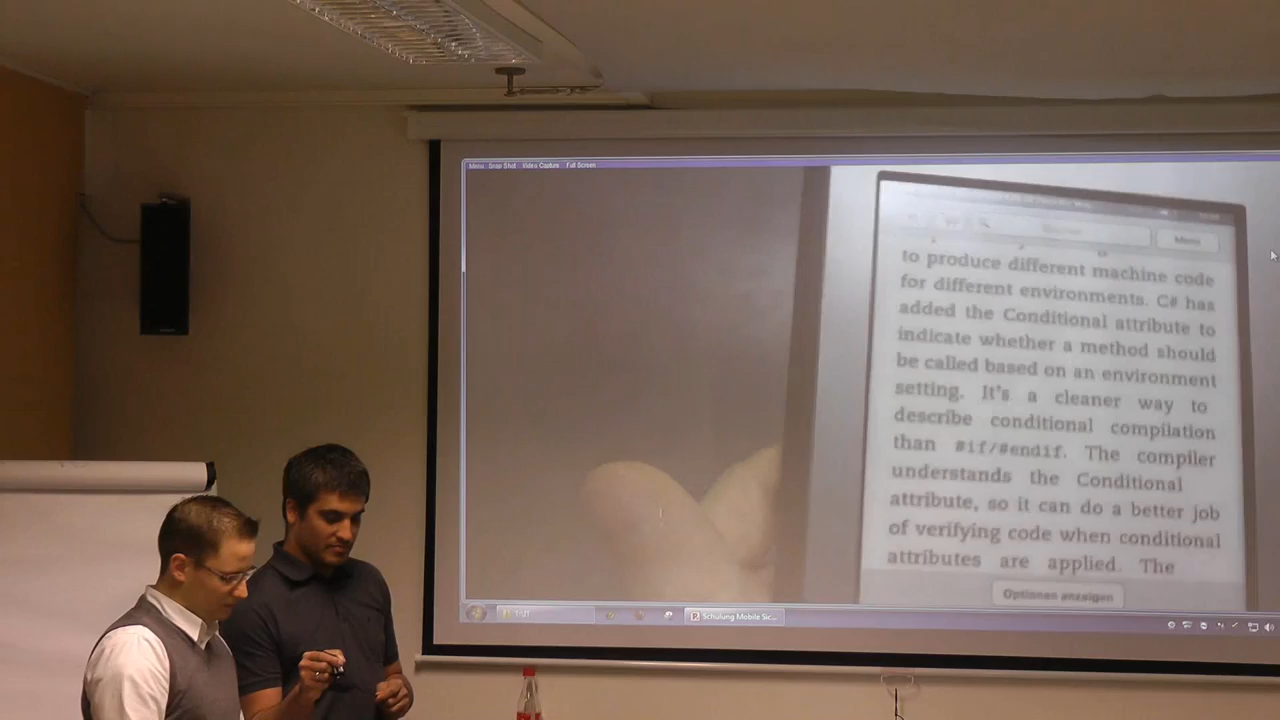 Menu Snap Shot Video Capture Full Screen
Menu
to produce different machine code
for different environments. C# has
added the Conditional attribute to
indicate whether a method should
be called based on an environment
setting. It's a cleaner way to
describe conditional compilation
than #if/#endif. The compiler
understands the Conditional
attribute, so it can do a better job
of verifying code when conditional
attributes are applied. The
Optionen anzeigen
Schulung Mobile Sic...